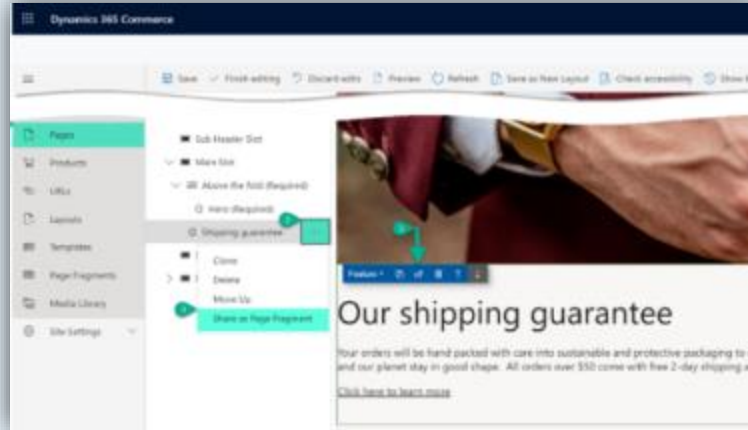 Dynamics 365 Commerce
Save Finish editing Discard edits Preview Refresh Save as New Layout Check accessibility Show
Pages
Products
URLs
Layouts
Templates
Page Fragments
Media Library
Site Settings
Sub Header Slot
Main Slot
Above the fold (Required)
Hero (Required)
Shipping guarantee
Clone
Delete
Move Up
Share as Page Fragment
Feature
Our shipping guarantee
Your orders will be hand packed with care into sustainable and protective packaging to
and our planet stay in good shape. All orders over $50 come with free 2-day shipping
Click here to learn more